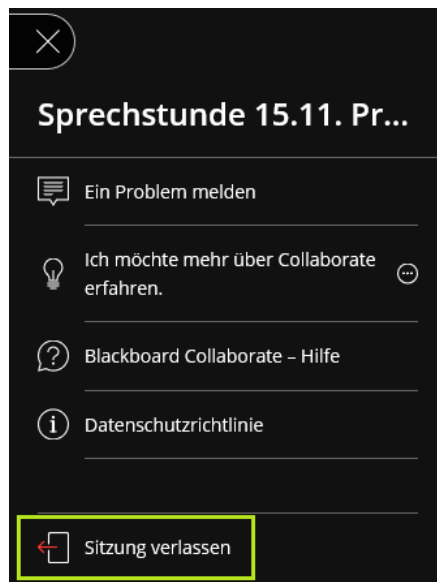 Sprechstunde 15.11. Pr...
Ein Problem melden
Ich möchte mehr über Collaborate
erfahren.
Blackboard Collaborate – Hilfe
Datenschutzrichtlinie
Sitzung verlassen